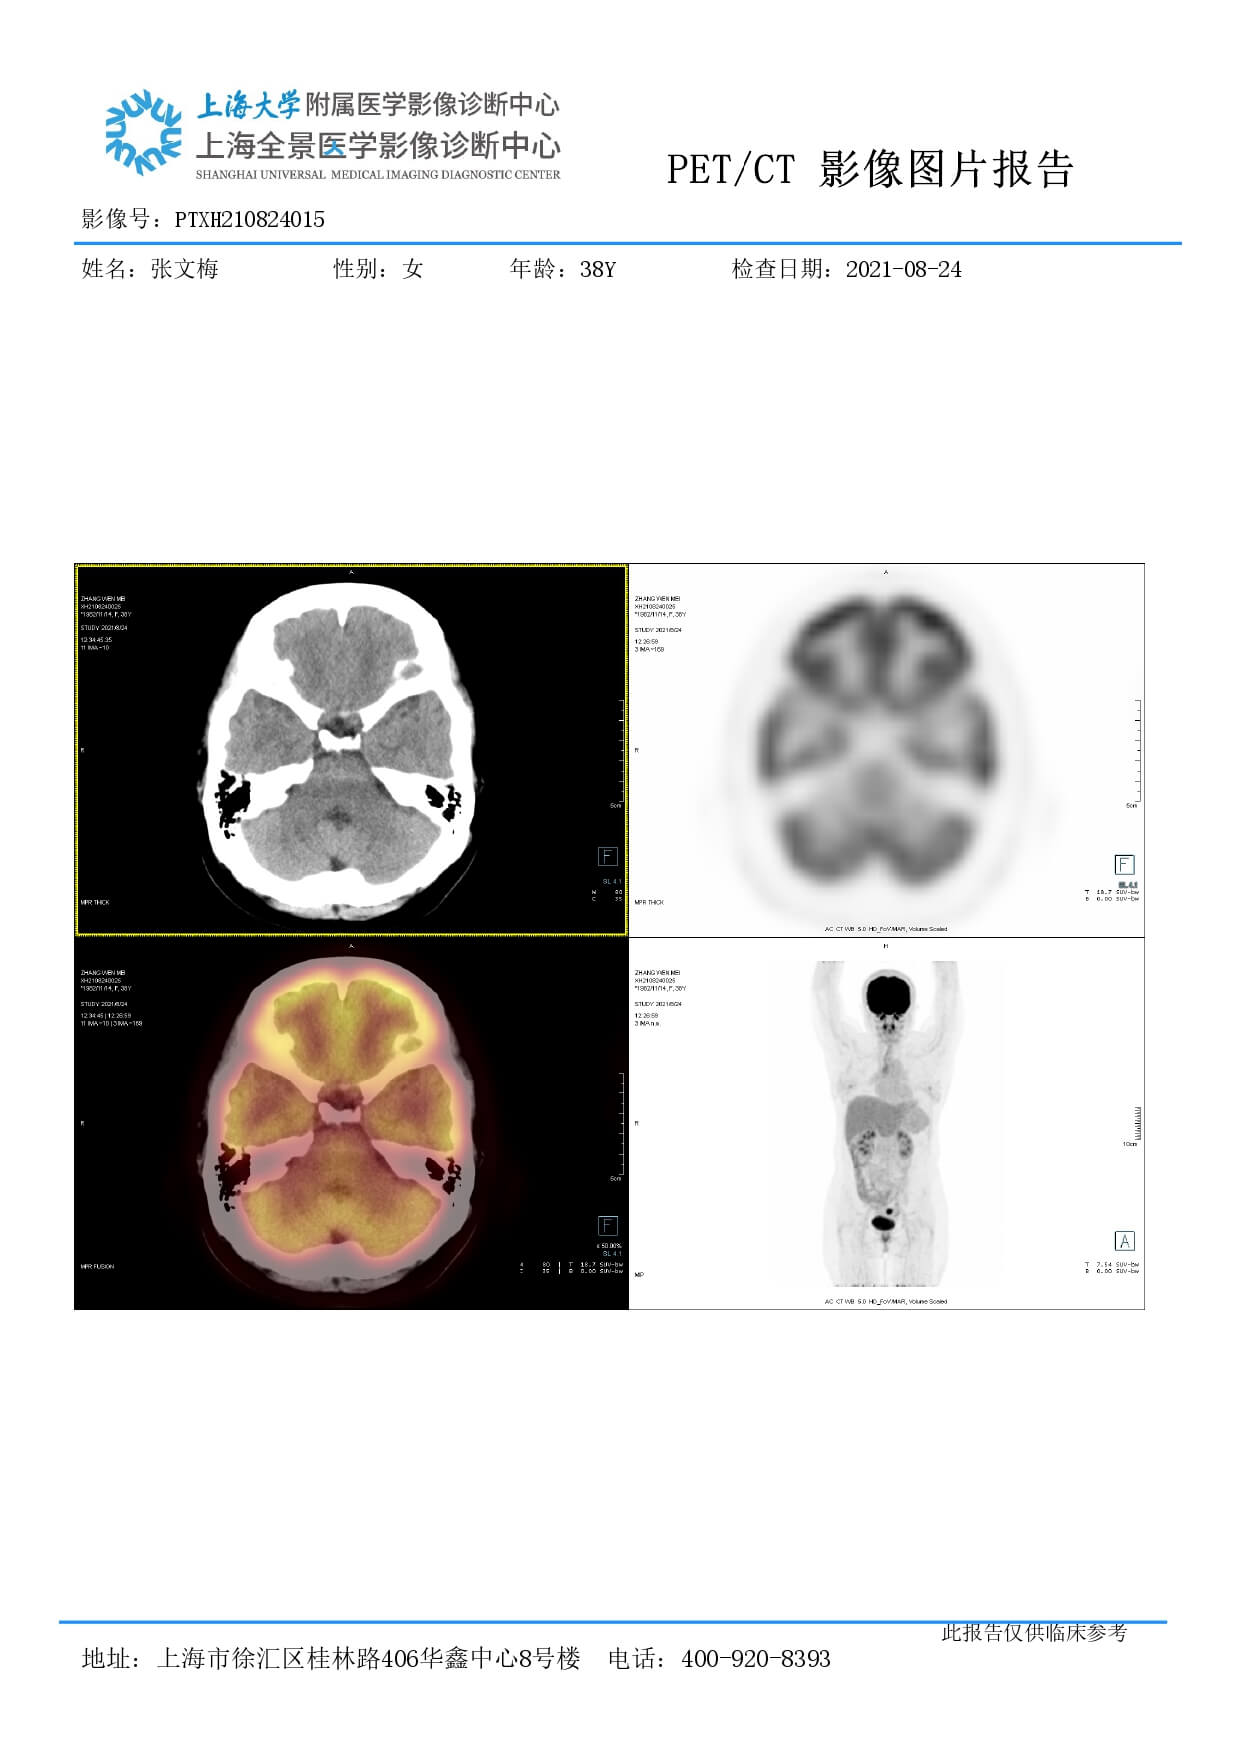 上海大学附属医学影像诊断中心
上海全景医学影像诊断中心
SHANGHAI UNIVERSAL MEDICAL IMAGING DIAGNOSTIC CENTER
PET/CT 影像图片报告
影像号：PTXH210824015
姓名：张文梅 性别：女 年龄：38Y 检查日期：2021-08-24
A
ZHANG WEN MEI
XH2108240025
*1982/11/14, F, 38Y
STUDY 2021/8/24
12:34:45.35
11 IMA-10
R
5cm
F
SL 4.1
W 80
C 35
MPR THICK
A
ZHANG WEN MEI
XH2108240025
*1982/11/14, F, 38Y
STUDY 2021/8/24
12:26:59
3 IMA-169
R
5cm
F
SL 4.1
T 18.7 SUV-bw
B 0.00 SUV-bw
MPR THICK
AC CT WB 5.0 HD_FoV/MAR, Volume Scaled
A
ZHANG WEN MEI
XH2108240025
*1982/11/14, F, 38Y
STUDY 2021/8/24
12:34:45 | 12:26:59
11 IMA-10 | 3 IMA-169
R
5cm
F
50.00%
SL 4.1
80 | T 18.7 SUV-bw
35 | B 0.00 SUV-bw
MPR FUSION
H
ZHANG WEN MEI
XH2108240025
*1982/11/14, F, 38Y
STUDY 2021/8/24
12:26:59
3 IMA n.a.
R
10cm
A
T 7.54 SUV-bw
B 0.00 SUV-bw
MIP
AC CT WB 5.0 HD_FoV/MAR, Volume Scaled
此报告仅供临床参考
地址：上海市徐汇区桂林路406华鑫中心8号楼 电话：400-920-8393